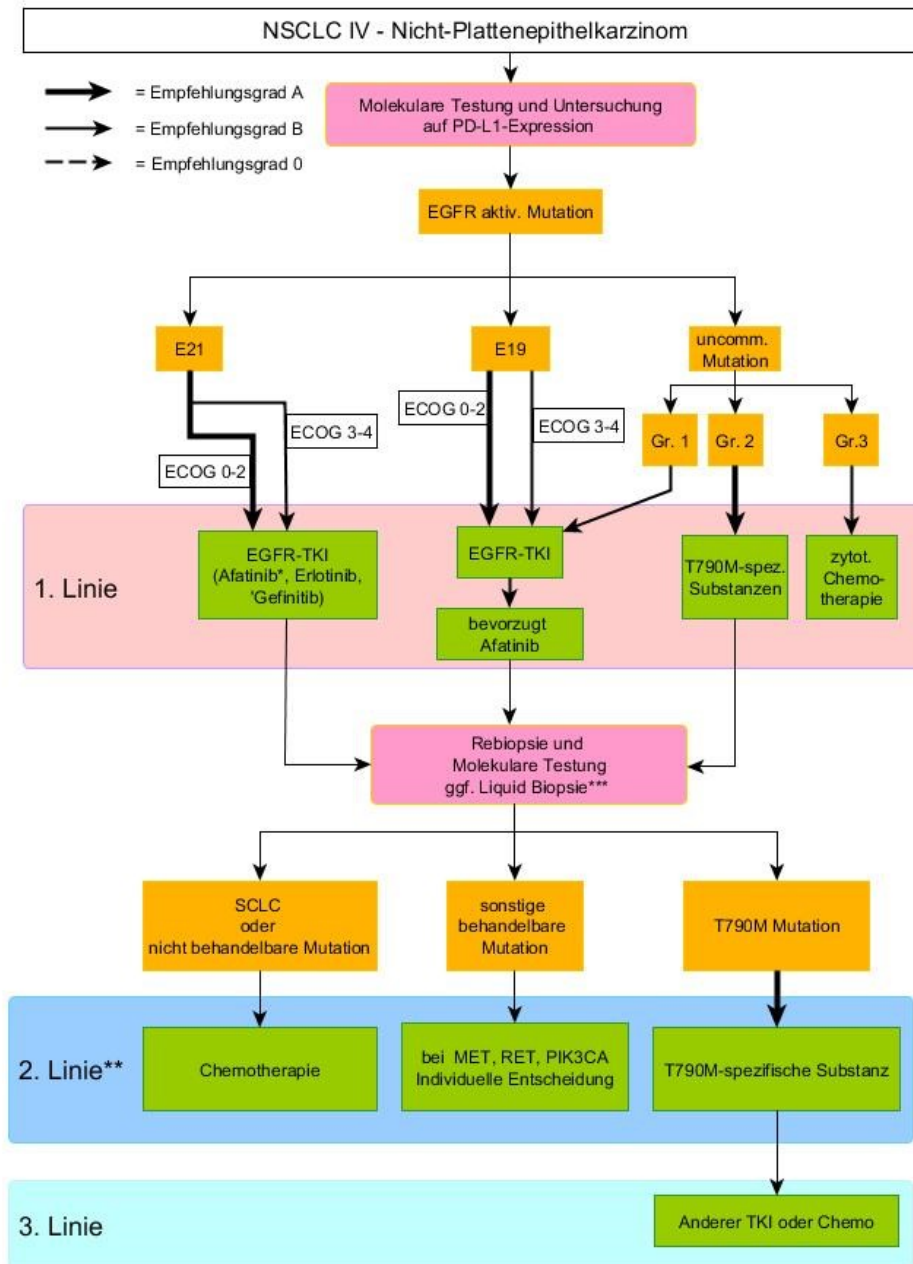 NSCLC IV - Nicht-Plattenepithelkarzinom
= Empfehlungsgrad A
= Empfehlungsgrad B
= Empfehlungsgrad 0
Molekulare Testung und Untersuchung
auf PD-L1-Expression
EGFR aktiv. Mutation
E21
E19
uncomm.
Mutation
ECOG 0-2
ECOG 3-4
ECOG 0-2
ECOG 3-4
Gr. 1
Gr. 2
Gr.3
1. Linie
EGFR-TKI
(Afatinib*, Erlotinib,
'Gefinitib)
EGFR-TKI
bevorzugt
Afatinib
T790M-spez.
Substanzen
zytot.
Chemo-
therapie
Rebiopsie und
Molekulare Testung
ggf. Liquid Biopsie***
SCLC
oder
nicht behandelbare Mutation
sonstige
behandelbare
Mutation
T790M Mutation
2. Linie**
Chemotherapie
bei MET, RET, PIK3CA
Individuelle Entscheidung
T790M-spezifische Substanz
3. Linie
Anderer TKI oder Chemo